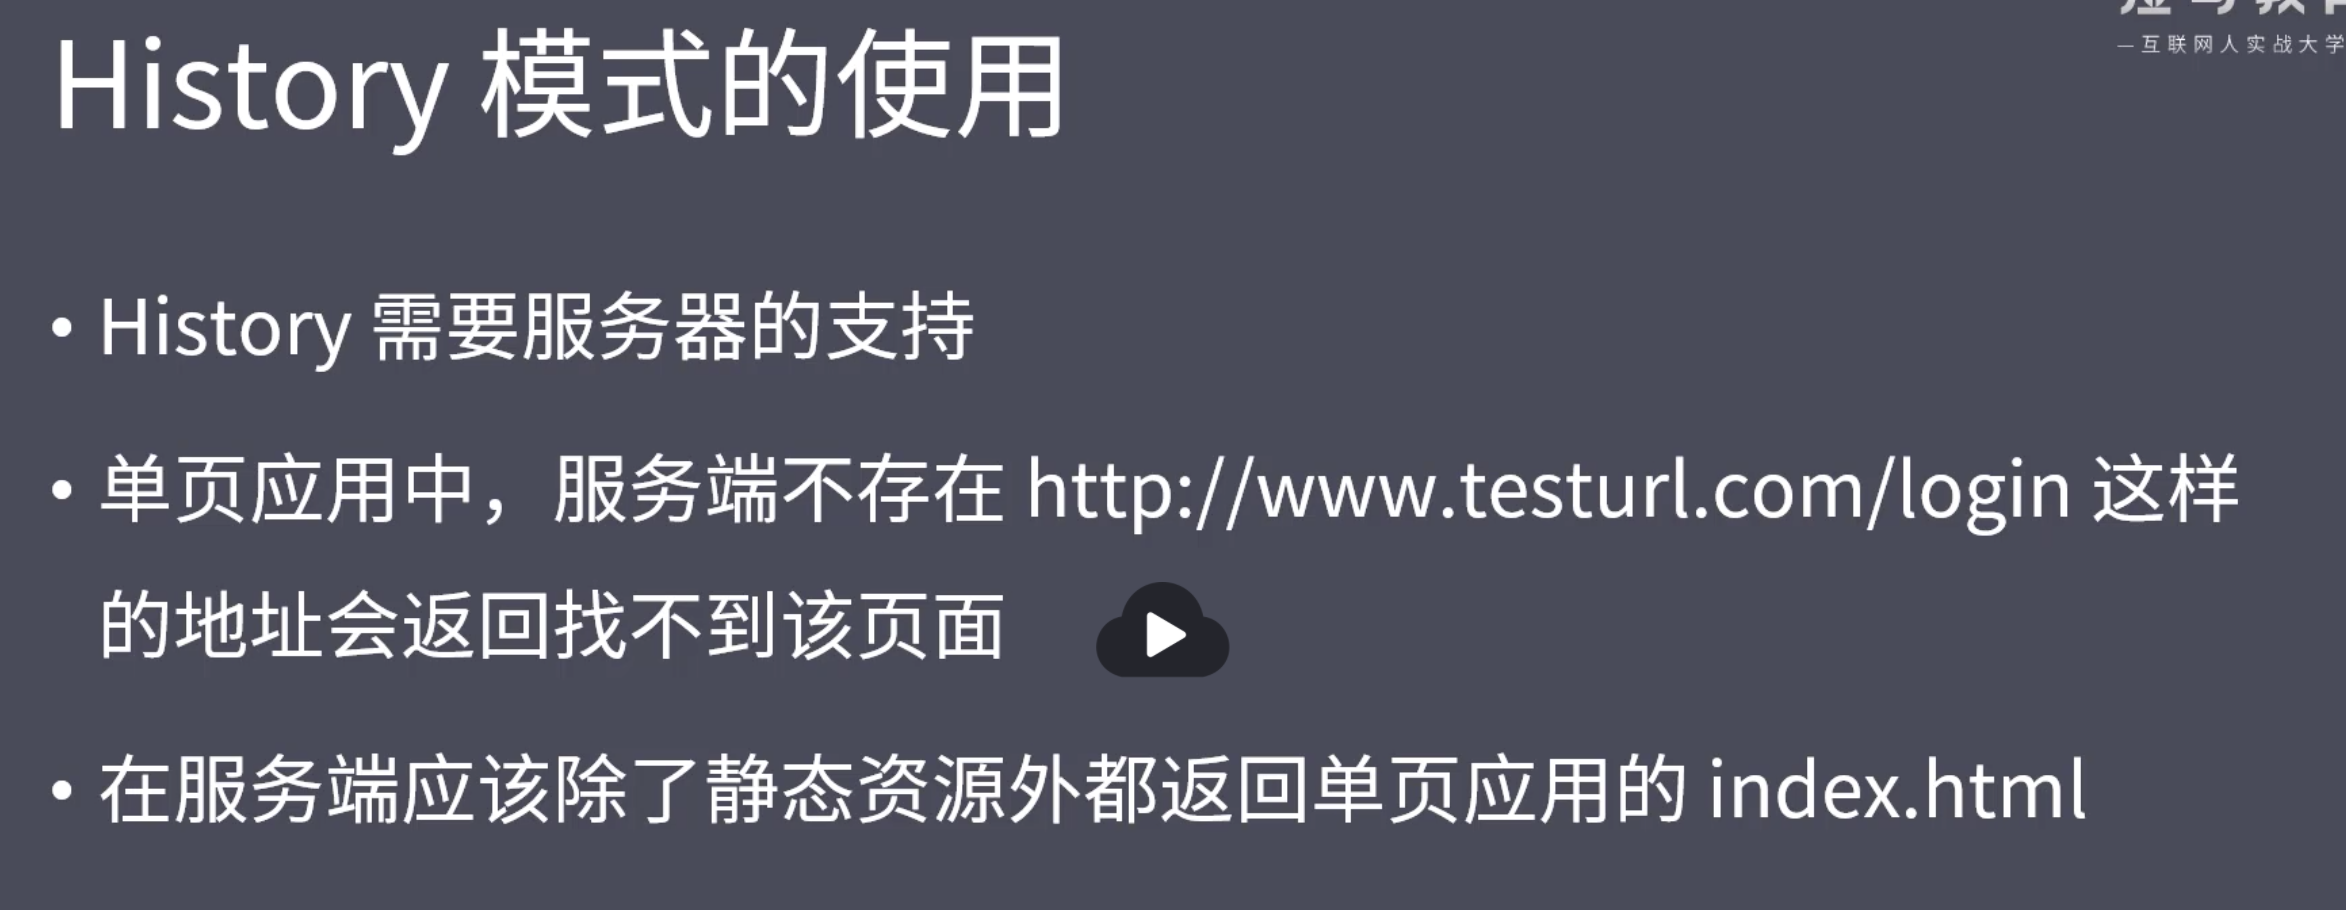 History 模式的使用
—互联网人实战大学
• History 需要服务器的支持
• 单页应用中，服务端不存在 http://www.testurl.com/login 这样
的地址会返回找不到该页面
• 在服务端应该除了静态资源外都返回单页应用的 index.html